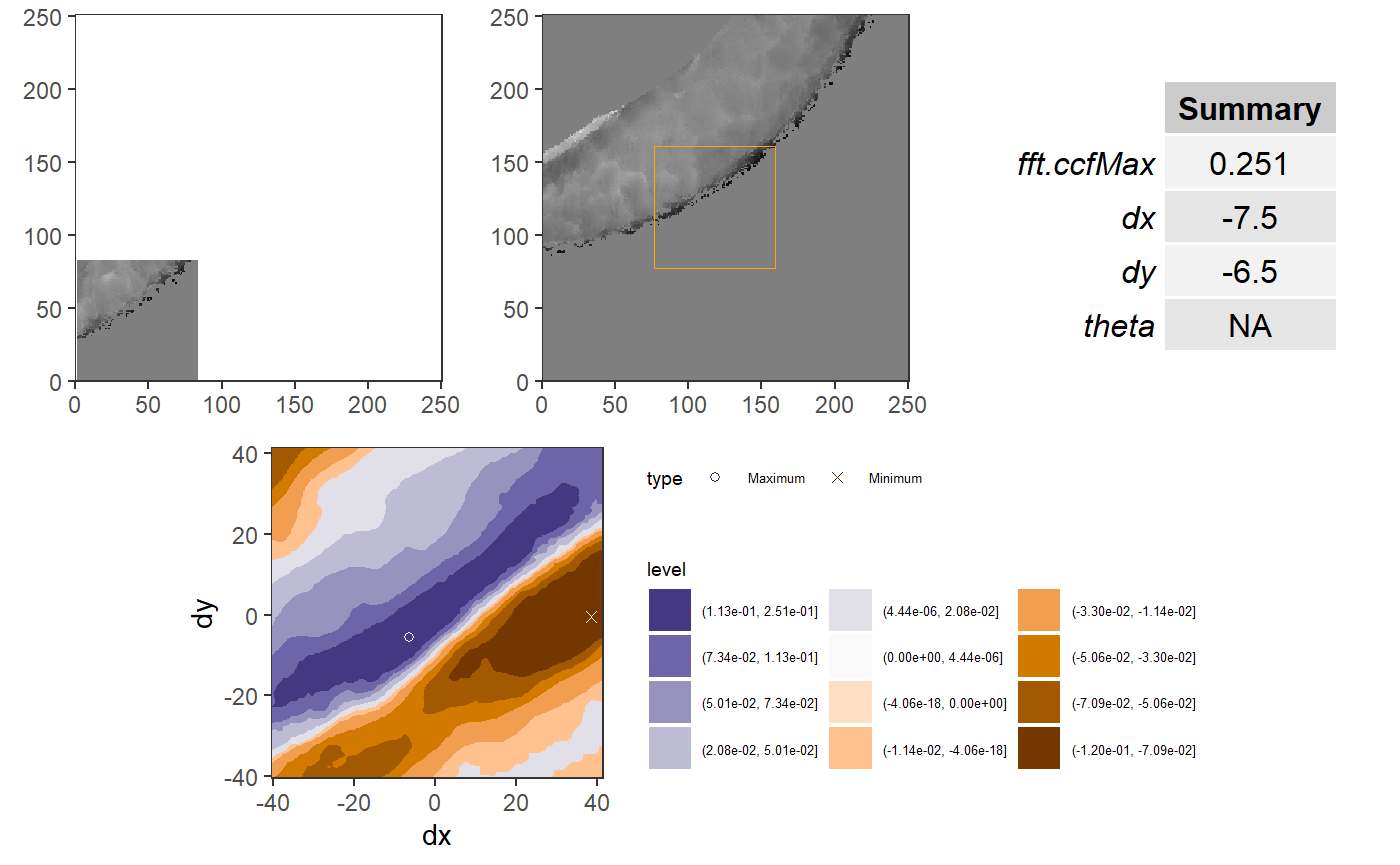 250
200
150
100
50
0
0 50 100 150 200 250
250
200
150
100
50
0
0 50 100 150 200 250
Summary
fft.ccfMax 0.251
dx -7.5
dy -6.5
theta NA
40
20
0
-20
-40
dy
-40 -20 0 20 40
dx
type Maximum Minimum
level
(1.13e-01, 2.51e-01] (4.44e-06, 2.08e-02] (-3.30e-02, -1.14e-02]
(7.34e-02, 1.13e-01] (0.00e+00, 4.44e-06] (-5.06e-02, -3.30e-02]
(5.01e-02, 7.34e-02] (-4.06e-18, 0.00e+00] (-7.09e-02, -5.06e-02]
(2.08e-02, 5.01e-02] (-1.14e-02, -4.06e-18] (-1.20e-01, -7.09e-02]